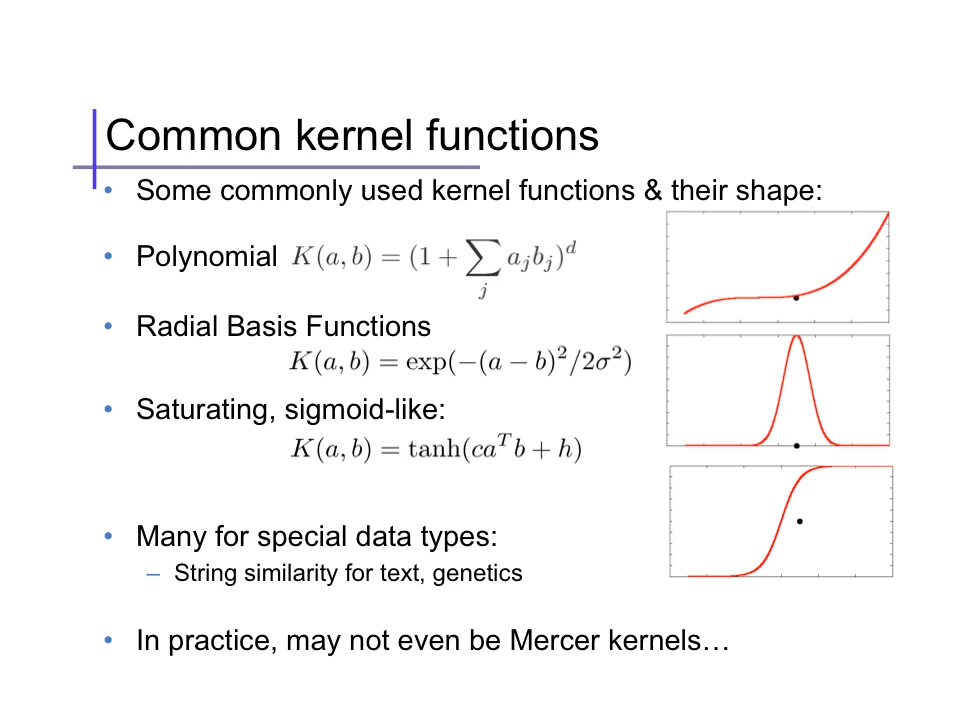 Common kernel functions
• Some commonly used kernel functions & their shape:
• Polynomial K(a, b) = (1 + ∑_j a_j b_j)^d
• Radial Basis Functions
K(a, b) = exp(−(a − b)^2/2σ^2)
• Saturating, sigmoid-like:
K(a, b) = tanh(ca^T b + h)
• Many for special data types:
– String similarity for text, genetics
• In practice, may not even be Mercer kernels…